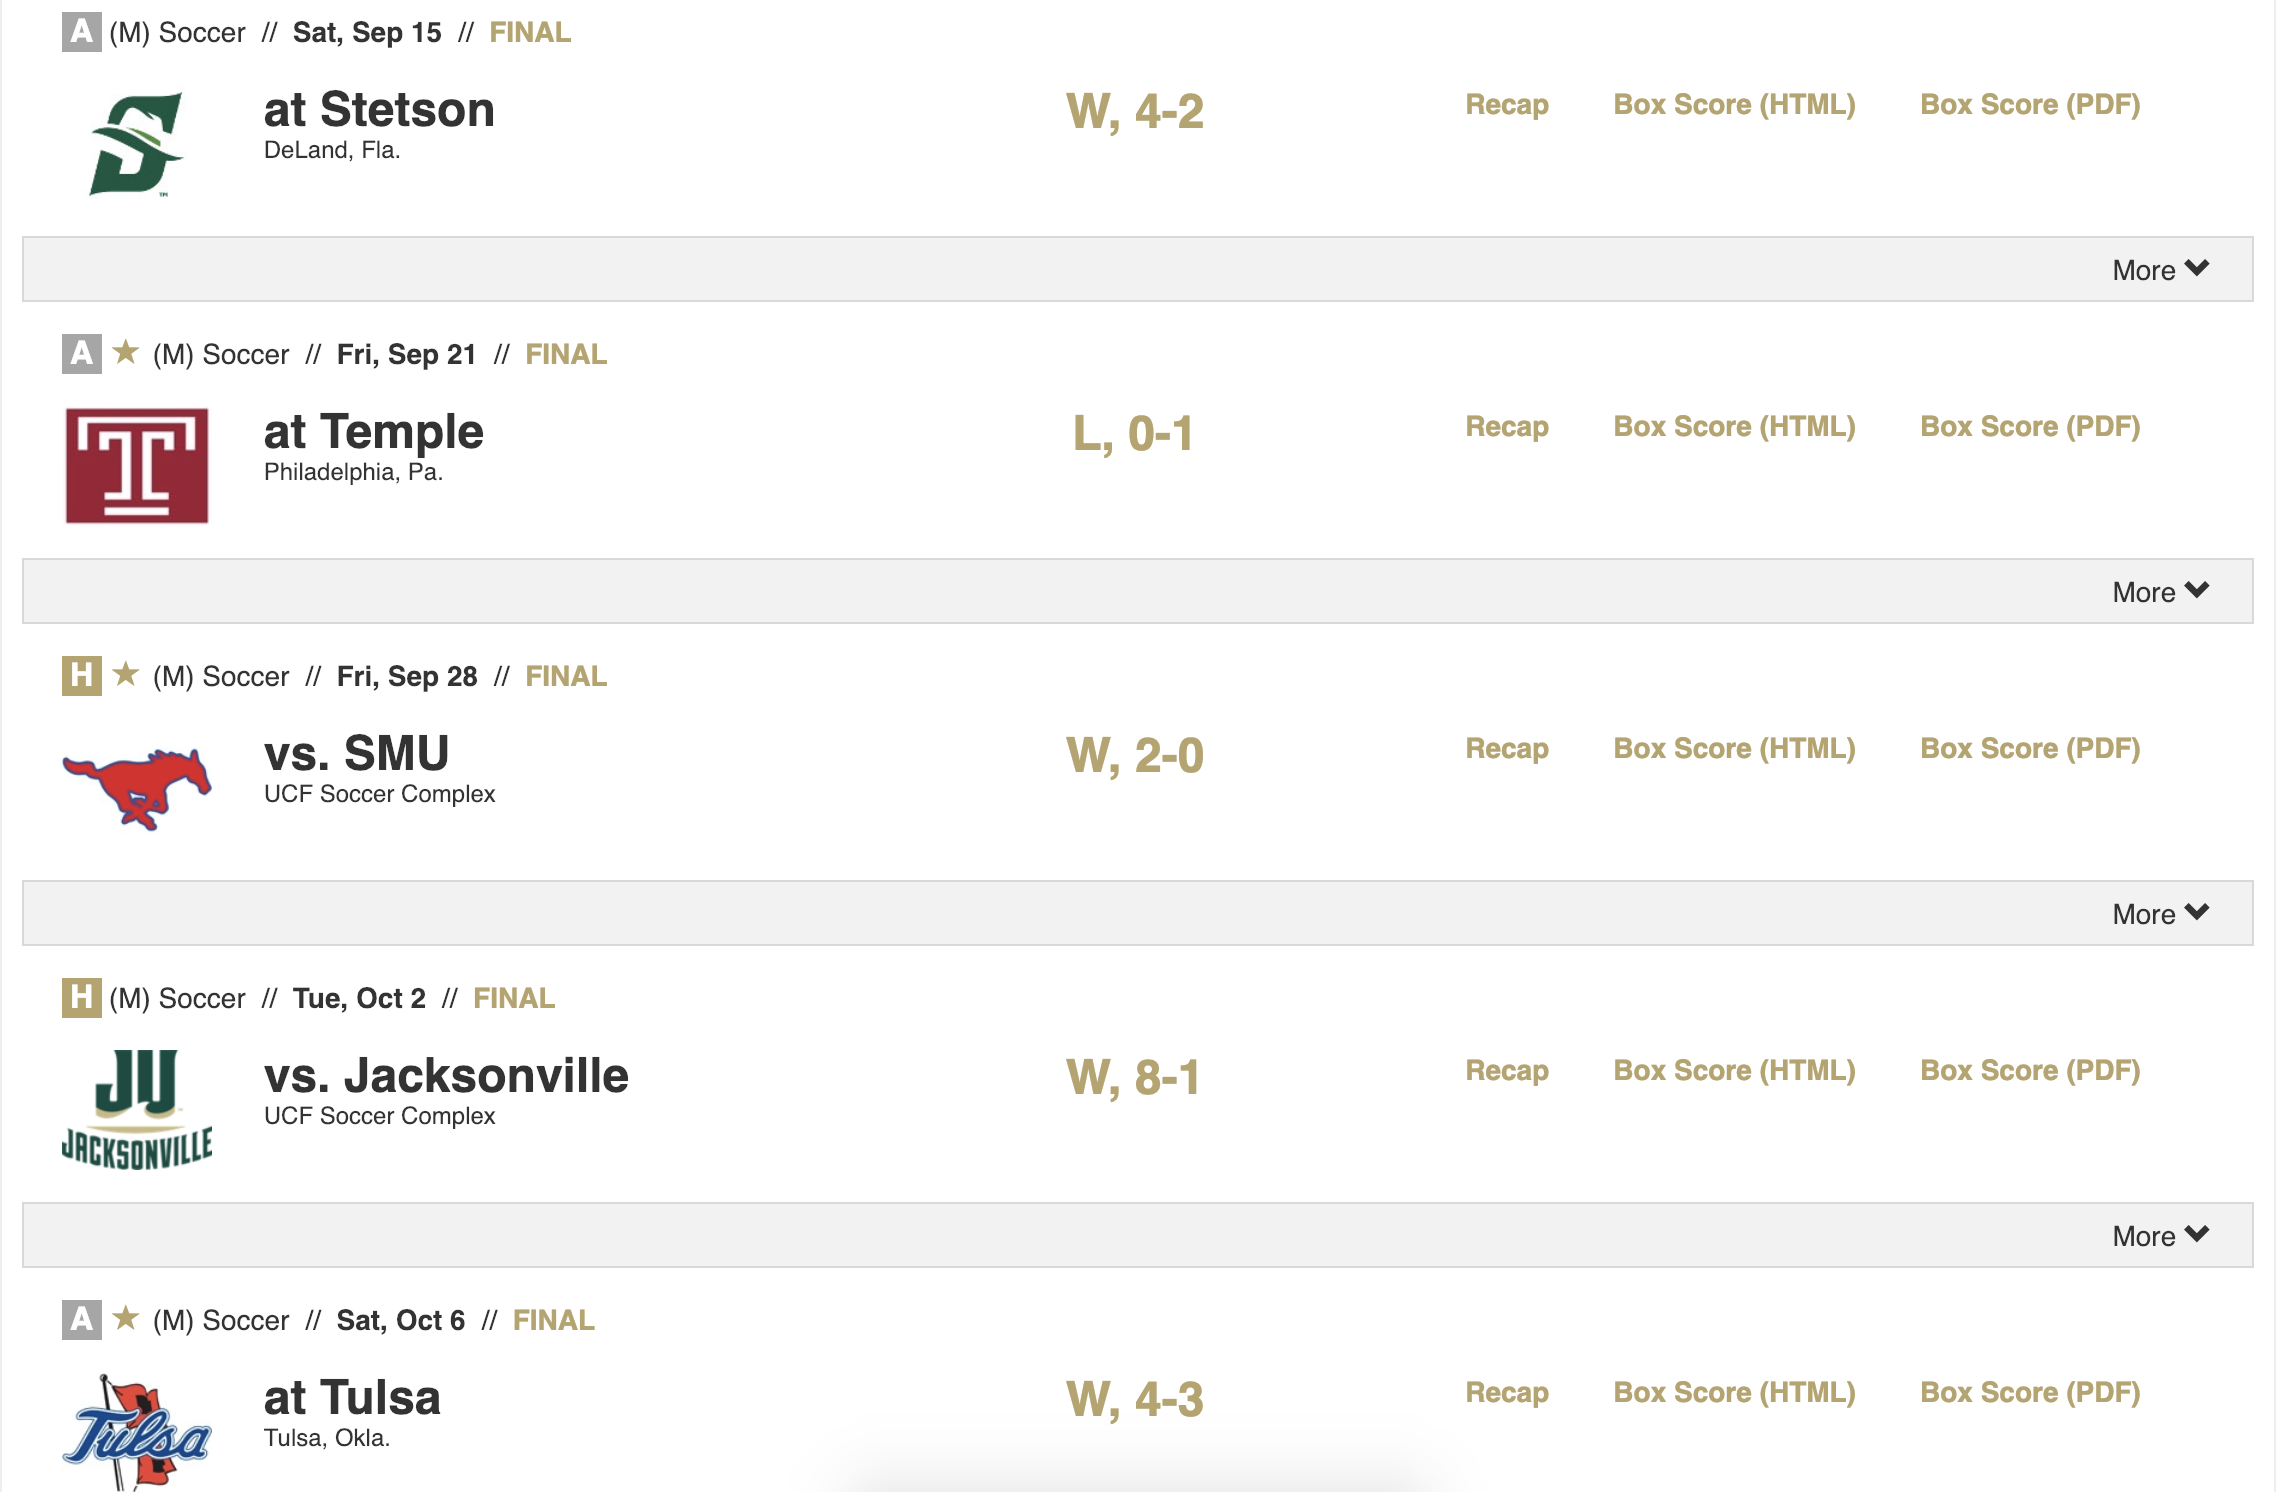 A (M) Soccer // Sat, Sep 15 // FINAL
at Stetson
DeLand, Fla.
W, 4-2
Recap Box Score (HTML) Box Score (PDF)
S TM
More
A ★ (M) Soccer // Fri, Sep 21 // FINAL
at Temple
Philadelphia, Pa.
L, 0-1
Recap Box Score (HTML) Box Score (PDF)
T
More
H ★ (M) Soccer // Fri, Sep 28 // FINAL
vs. SMU
UCF Soccer Complex
W, 2-0
Recap Box Score (HTML) Box Score (PDF)
More
H (M) Soccer // Tue, Oct 2 // FINAL
JU
JACKSONVILLE
vs. Jacksonville
UCF Soccer Complex
W, 8-1
Recap Box Score (HTML) Box Score (PDF)
More
A ★ (M) Soccer // Sat, Oct 6 // FINAL
Tulsa
at Tulsa
Tulsa, Okla.
W, 4-3
Recap Box Score (HTML) Box Score (PDF)